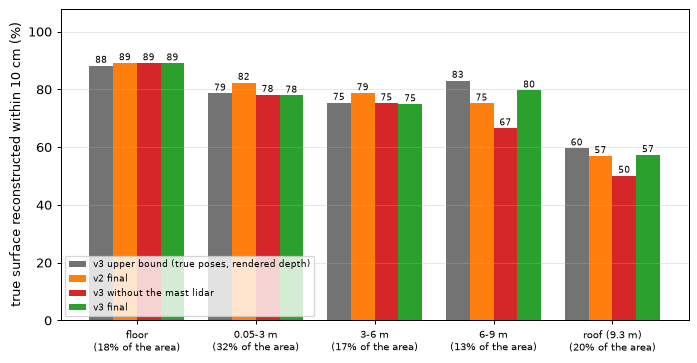 true surface reconstructed within 10 cm (%)
100
80
60
40
20
0
88
89
89
89
79
82
78
78
75
79
75
75
83
75
67
80
60
57
50
57
v3 upper bound (true poses, rendered depth)
v2 final
v3 without the mast lidar
v3 final
floor
(18% of the area)
0.05-3 m
(32% of the area)
3-6 m
(17% of the area)
6-9 m
(13% of the area)
roof (9.3 m)
(20% of the area)